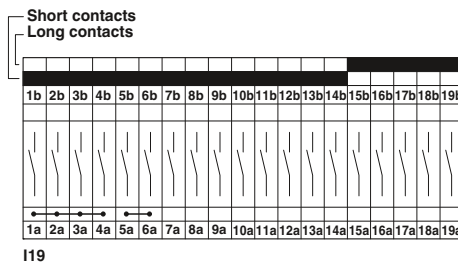 Short contacts
Long contacts
1b 2b 3b 4b 5b 6b 7b 8b 9b 10b 11b 12b 13b 14b 15b 16b 17b 18b 19b
1a 2a 3a 4a 5a 6a 7a 8a 9a 10a 11a 12a 13a 14a 15a 16a 17a 18a 19a
I19